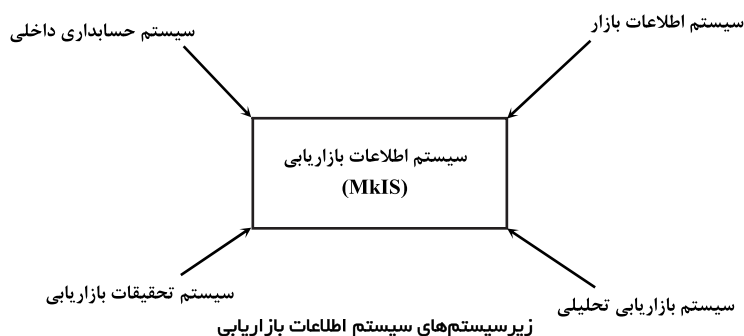 سیستم اطلاعات بازار
سیستم حسابداری داخلی
سیستم اطلاعات بازاریابی
(MkIS)
سیستم بازاریابی تحلیلی
سیستم تحقیقات بازاریابی
زیرسیستم‌های سیستم اطلاعات بازاریابی